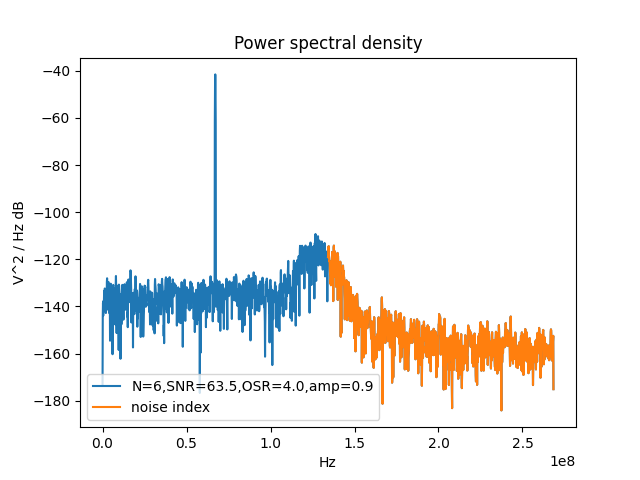 Power spectral density
V^2 / Hz dB
−40
−60
−80
−100
−120
−140
−160
−180
N=6,SNR=63.5,OSR=4.0,amp=0.9
noise index
0.0 0.5 1.0 1.5 2.0 2.5
1e8
Hz